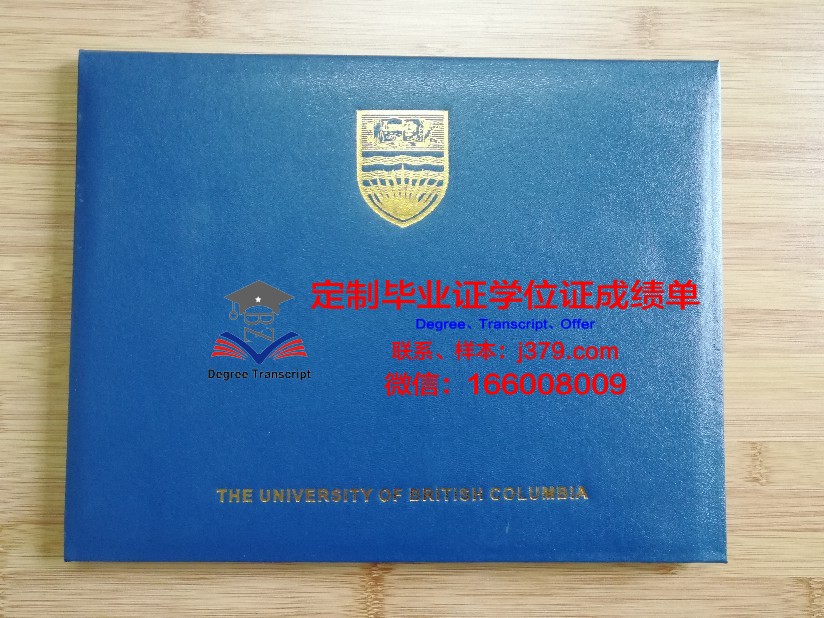 定制毕业证学位证成绩单
Degree、Transcript、Offer
联系、样本：j379.com
微信：166008009
Degree Transcript
THE UNIVERSITY OF BRITISH COLUMBIA